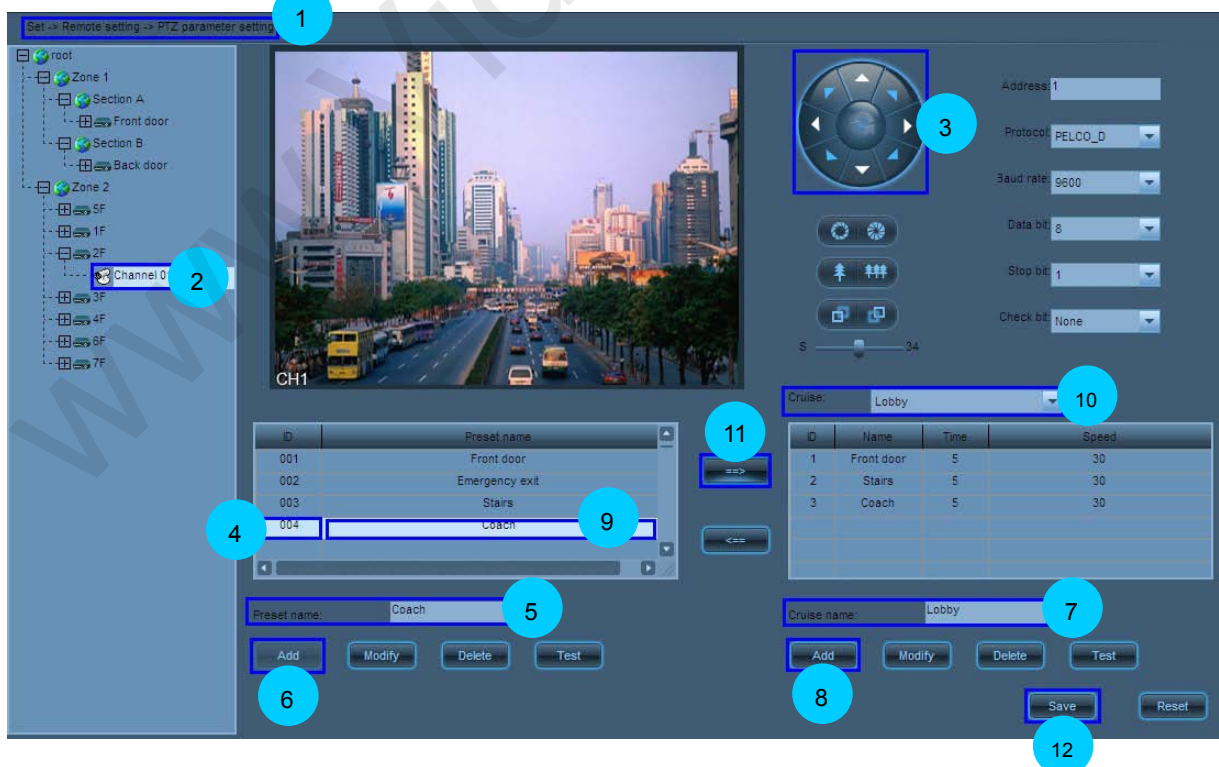 1
Set -> Remote setting -> PTZ parameter setting
root
Zone 1
Section A
Front door
Section B
Back door
Zone 2
5F
1F
2F
Channel 0
2
3F
4F
6F
7F
CH1
3
S 34
Address: 1
Protocol: PELCO_D
Baud rate: 9600
Data bit: 8
Stop bit: 1
Check bit: None
Cruise: Lobby
10
ID Preset name
001 Front door
002 Emergency exit
003 Stairs
004 Coach
4
9
11
==>
<==
ID Name Time Speed
1 Front door 5 30
2 Stairs 5 30
3 Coach 5 30
Preset name: Coach
5
Add Modify Delete Test
6
Cruise name: Lobby
7
Add Modify Delete Test
8
Save Reset
12